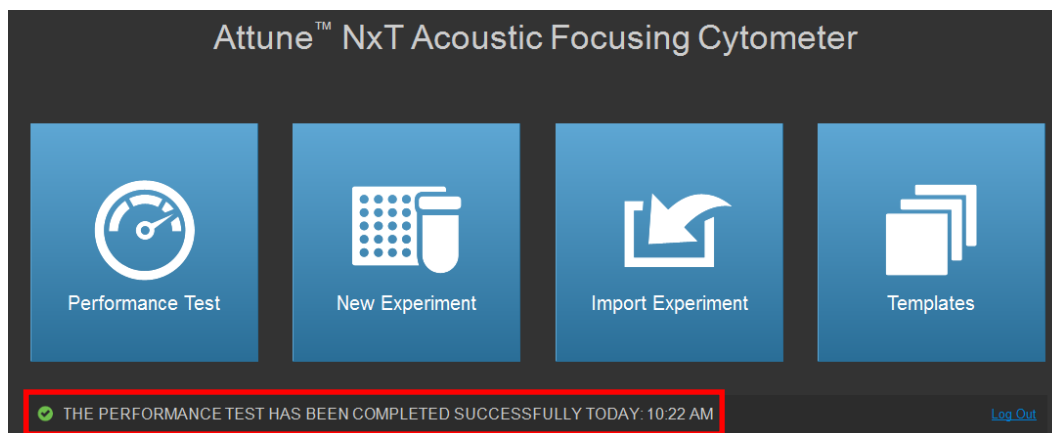 Attune™ NxT Acoustic Focusing Cytometer
Performance Test
New Experiment
Import Experiment
Templates
THE PERFORMANCE TEST HAS BEEN COMPLETED SUCCESSFULLY TODAY: 10:22 AM
Log Out